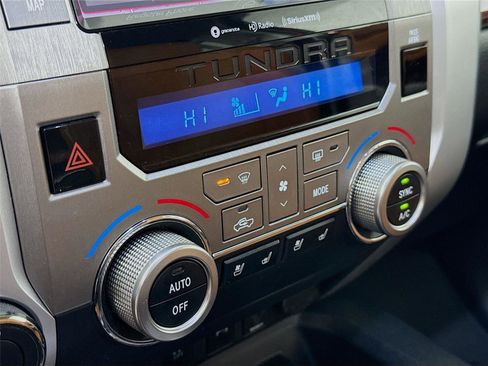 MAP
gracenote HD Radio SiriusXM
TUNDRA
PASS AIRBAG
HI HI
MODE
SYNC
A/C
AUTO
OFF